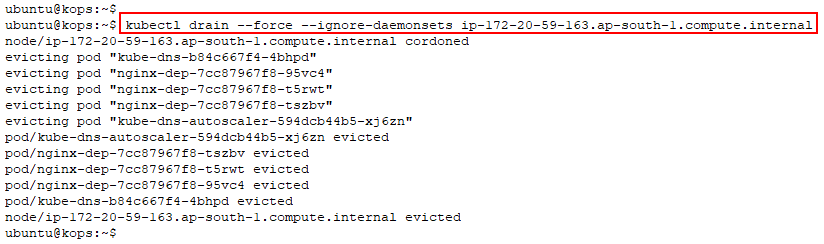 ubuntu@kops:~$
ubuntu@kops:~$ kubectl drain --force --ignore-daemonsets ip-172-20-59-163.ap-south-1.compute.internal
node/ip-172-20-59-163.ap-south-1.compute.internal cordoned
evicting pod "kube-dns-b84c667f4-4bhpd"
evicting pod "nginx-dep-7cc87967f8-95vc4"
evicting pod "nginx-dep-7cc87967f8-t5rwt"
evicting pod "nginx-dep-7cc87967f8-tszbv"
evicting pod "kube-dns-autoscaler-594dcb44b5-xj6zn"
pod/kube-dns-autoscaler-594dcb44b5-xj6zn evicted
pod/nginx-dep-7cc87967f8-tszbv evicted
pod/nginx-dep-7cc87967f8-t5rwt evicted
pod/nginx-dep-7cc87967f8-95vc4 evicted
pod/kube-dns-b84c667f4-4bhpd evicted
node/ip-172-20-59-163.ap-south-1.compute.internal evicted
ubuntu@kops:~$